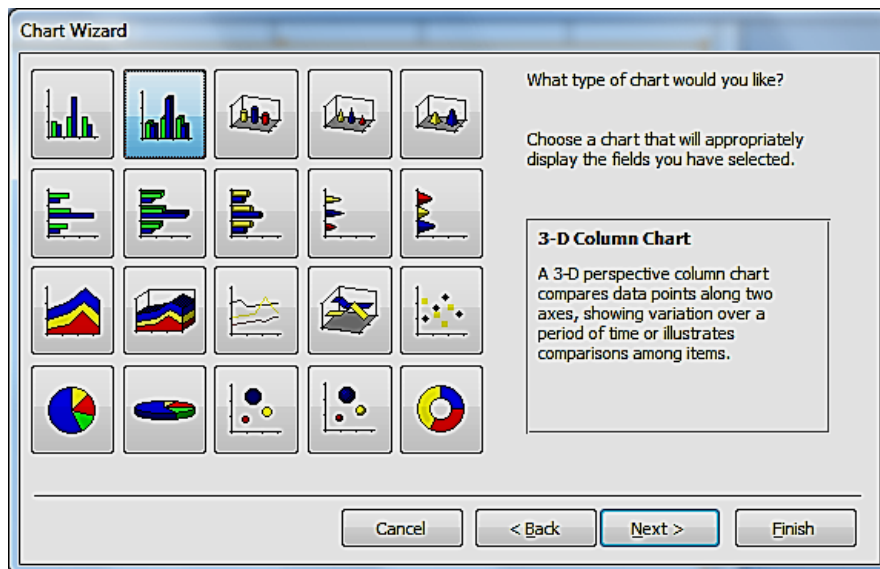 Chart Wizard
What type of chart would you like?
Choose a chart that will appropriately
display the fields you have selected.
3-D Column Chart
A 3-D perspective column chart
compares data points along two
axes, showing variation over a
period of time or illustrates
comparisons among items.
Cancel
< Back
Next >
Finish